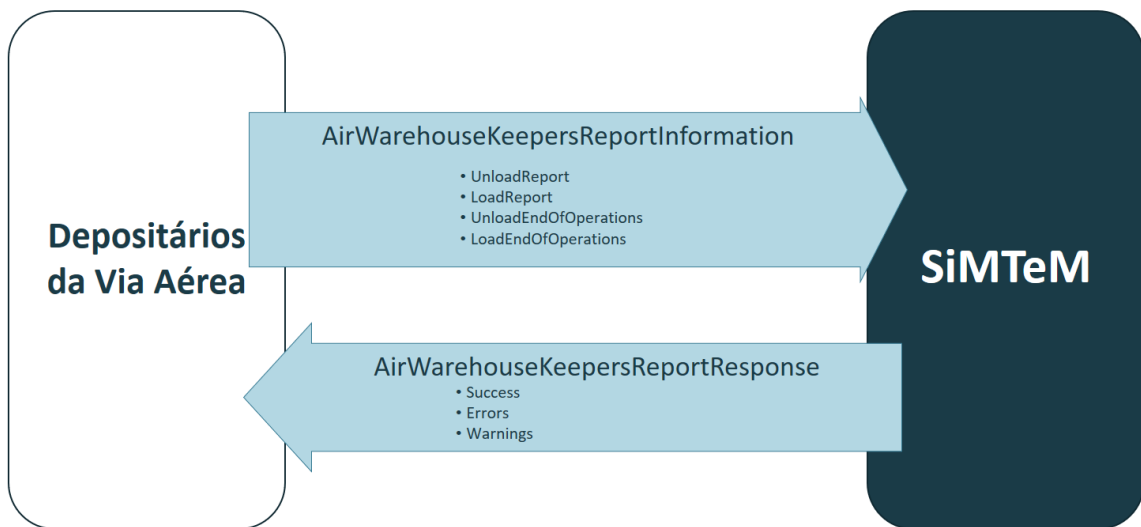 Depositários
da Via Aérea
AirWarehouseKeepersReportInformation
• UnloadReport
• LoadReport
• UnloadEndOfOperations
• LoadEndOfOperations
SiMTeM
AirWarehouseKeepersReportResponse
• Success
• Errors
• Warnings